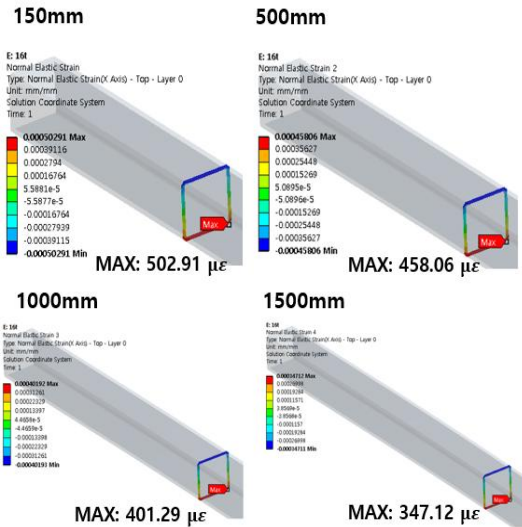 150mm
E: 16t
Normal Elastic Strain
Type: Normal Elastic Strain(X Axis) - Top - Layer 0
Unit: mm/mm
Solution Coordinate System
Time: 1
0.00050291 Max
0.00039116
0.0002794
0.00016764
5.5881e-5
-5.5877e-5
-0.00016764
-0.00027939
-0.00039115
-0.00050291 Min
Max
MAX: 502.91 με
500mm
E: 16t
Normal Elastic Strain 2
Type: Normal Elastic Strain(X Axis) - Top - Layer 0
Unit: mm/mm
Solution Coordinate System
Time: 1
0.00045806 Max
0.00035627
0.00025448
0.00015269
5.0895e-5
-5.0896e-5
-0.00015269
-0.00025448
-0.00035627
-0.00045806 Min
Max
MAX: 458.06 με
1000mm
E: 16t
Normal Elastic Strain 3
Type: Normal Elastic Strain(X Axis) - Top - Layer 0
Unit: mm/mm
Solution Coordinate System
Time: 1
0.00031261
0.00022329
0.00013397
4.4658e-5
-4.4659e-5
-0.00013398
-0.00022329
-0.00031261
-0.00040193 Min
Max
MAX: 401.29 με
1500mm
E: 16t
Normal Elastic Strain 4
Type: Normal Elastic Strain(X Axis) - Top - Layer 0
Unit: mm/mm
Solution Coordinate System
Time: 1
0.00034712 Max
0.00026998
0.00019284
0.00011571
3.8568e-5
-3.8568e-5
-0.00011557
-0.00019284
-0.00026998
-0.00034711 Min
Max
MAX: 347.12 με